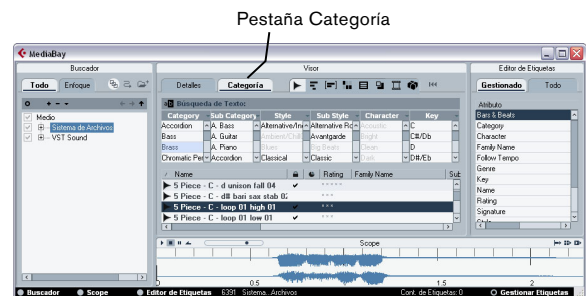 Pestaña Categoría
MediaBay
Buscador
Visor
Editor de Etiquetas
Todo Enfoque
Detalles Categoría
Gestionado Todo
Búsqueda de Texto:
Medio
Sistema de Archivos
VST Sound
Category Sub Category Style Sub Style Character Key
Accordion A. Bass Alternative/In Alternative Ro Acoustic C
Bass A. Guitar Ambient/Chill Avantgarde Bright C#/Db
Brass A. Piano Blues Big Beats Clean D
Chromatic Per Accordion Classical Classic Dark D#/Eb
Name Rating Family Name Sub
5 Piece - C - d unison fall 04
5 Piece - C - d# bari sax stab 02
5 Piece - C - loop 01 high 01
5 Piece - C - loop 01 low 01
Atributo
Bars & Beats
Category
Character
Family Name
Follow Tempo
Genre
Key
Name
Rating
Signature
Style
Scope
0 0.5 1.5 2
Buscador Scope Editor de Etiquetas 6391 Sistema...Archivos Cont. de Etiquetas: 0 Gestionar Etiquetas